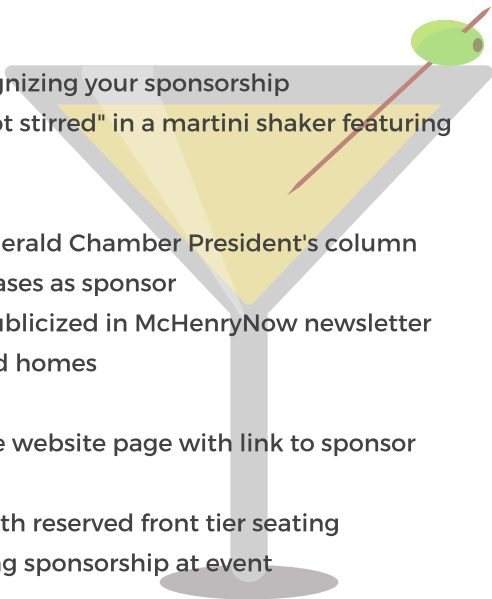 gnizing your sponsorship
ot stirred" in a martini shaker featuring
erald Chamber President's column
ases as sponsor
ublicized in McHenryNow newsletter
d homes
e website page with link to sponsor
th reserved front tier seating
ng sponsorship at event